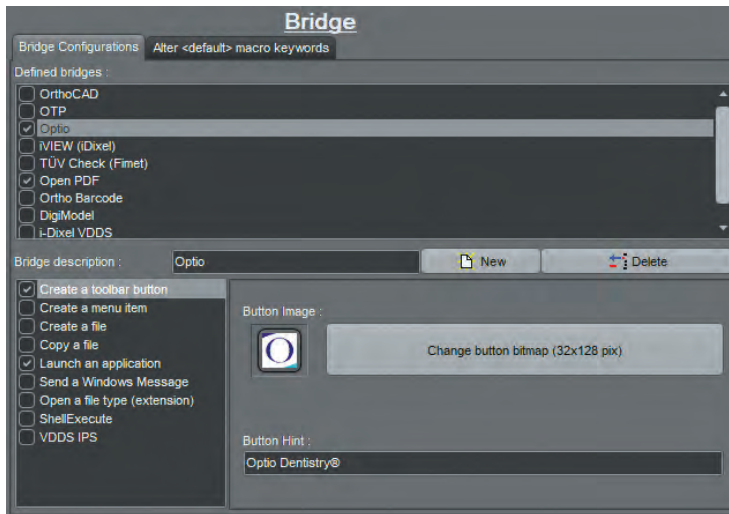 Bridge
Bridge Configurations Alter <default> macro keywords
Defined bridges :
OrthoCAD
OTP
Optio
iVIEW (iDixel)
TÜV Check (Fimet)
Open PDF
Ortho Barcode
DigiModel
i-Dixel VDDS
Bridge description : Optio New Delete
Create a toolbar button
Create a menu item
Create a file
Copy a file
Launch an application
Send a Windows Message
Open a file type (extension)
ShellExecute
VDDS IPS
Button Image :
O
Change button bitmap (32x128 pix)
Button Hint :
Optio Dentistry®